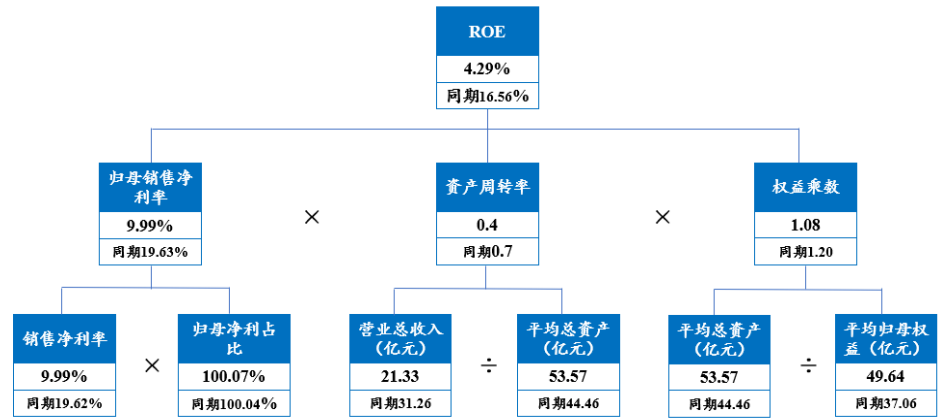 ROE
4.29%
同期16.56%
归母销售净
利率
9.99%
同期19.63%
×
资产周转率
0.4
同期0.7
×
权益乘数
1.08
同期1.20
销售净利率
9.99%
同期19.62%
×
归母净利占
比
100.07%
同期100.04%
营业总收入
（亿元）
21.33
同期31.26
÷
平均总资产
（亿元）
53.57
同期44.46
平均总资产
（亿元）
53.57
同期44.46
÷
平均归母权
益（亿元）
49.64
同期37.06